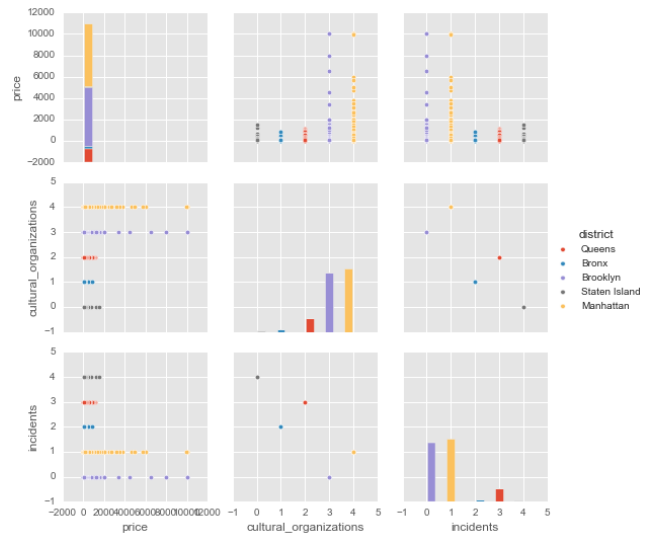 12000
10000
8000
6000
4000
2000
0
−2000
price
5
4
3
2
1
0
−1
cultural_organizations
district
Queens
Bronx
Brooklyn
Staten Island
Manhattan
5
4
3
2
1
0
−1
incidents
−2000 0 2000 4000 6000 8000 10000 12000
−1 0 1 2 3 4 5
−1 0 1 2 3 4 5
price cultural_organizations incidents